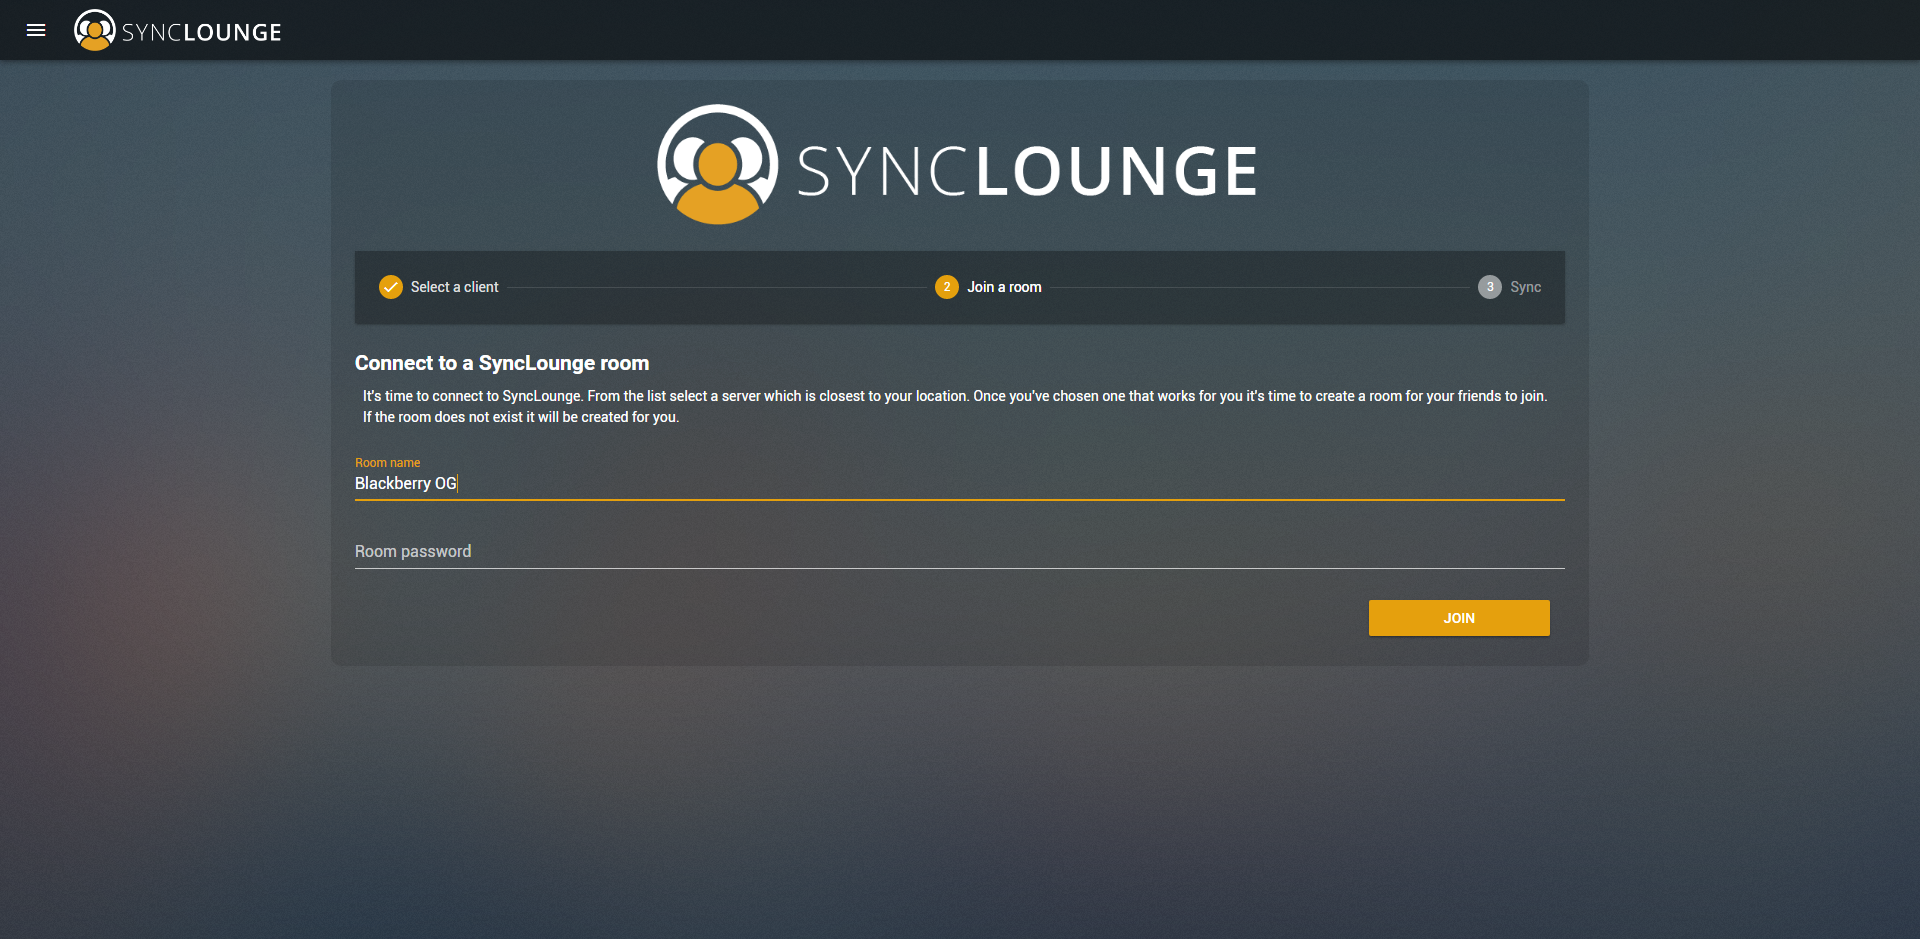 SYNCLOUNGE
SYNCLOUNGE
Select a client
2 Join a room
3 Sync
Connect to a SyncLounge room
It's time to connect to SyncLounge. From the list select a server which is closest to your location. Once you've chosen one that works for you it's time to create a room for your friends to join.
If the room does not exist it will be created for you.
Room name
Blackberry OG
Room password
JOIN